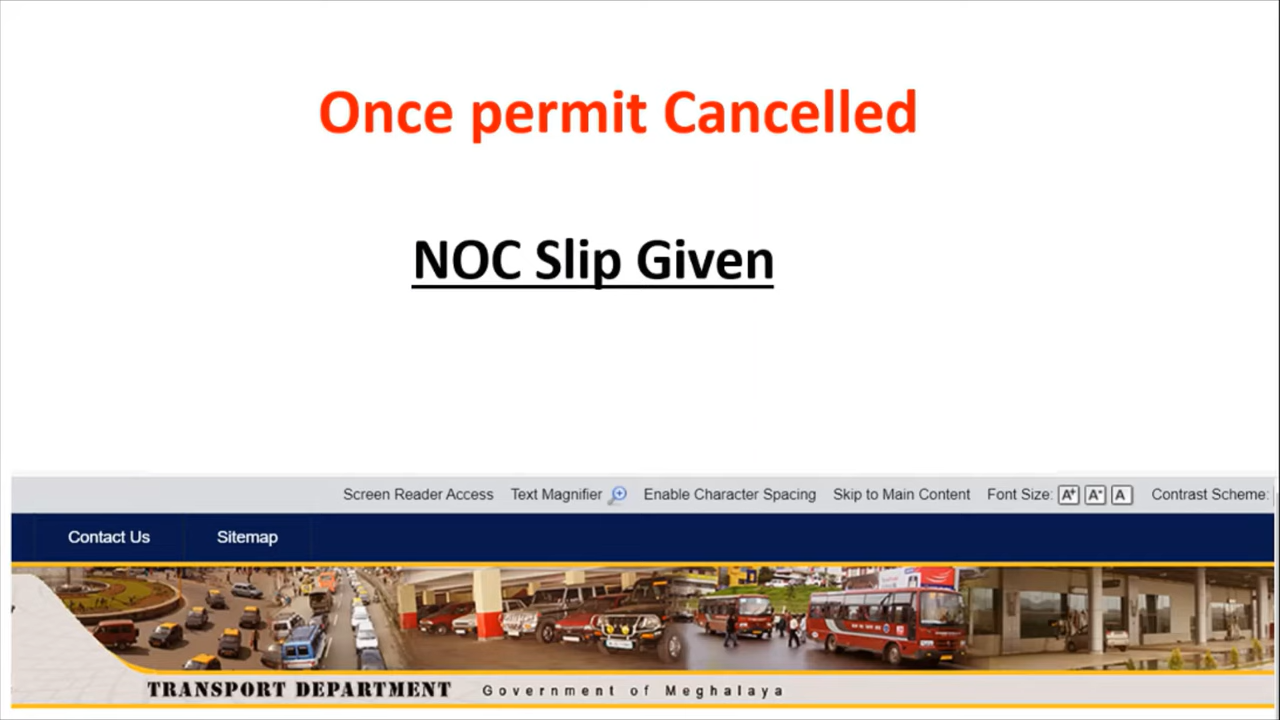 Once permit Cancelled
NOC Slip Given
Screen Reader Access Text Magnifier Enable Character Spacing Skip to Main Content Font Size: A+ A- A Contrast Scheme:
Contact Us Sitemap
TRANSPORT DEPARTMENT Government of Meghalaya